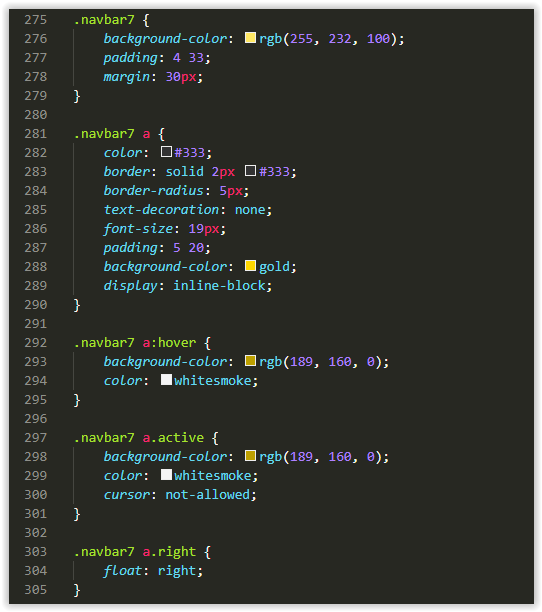 275 .navbar7 {
276     background-color: rgb(255, 232, 100);
277     padding: 4 33;
278     margin: 30px;
279 }
280
281 .navbar7 a {
282     color: #333;
283     border: solid 2px #333;
284     border-radius: 5px;
285     text-decoration: none;
286     font-size: 19px;
287     padding: 5 20;
288     background-color: gold;
289     display: inline-block;
290 }
291
292 .navbar7 a:hover {
293     background-color: rgb(189, 160, 0);
294     color: whitesmoke;
295 }
296
297 .navbar7 a.active {
298     background-color: rgb(189, 160, 0);
299     color: whitesmoke;
300     cursor: not-allowed;
301 }
302
303 .navbar7 a.right {
304     float: right;
305 }